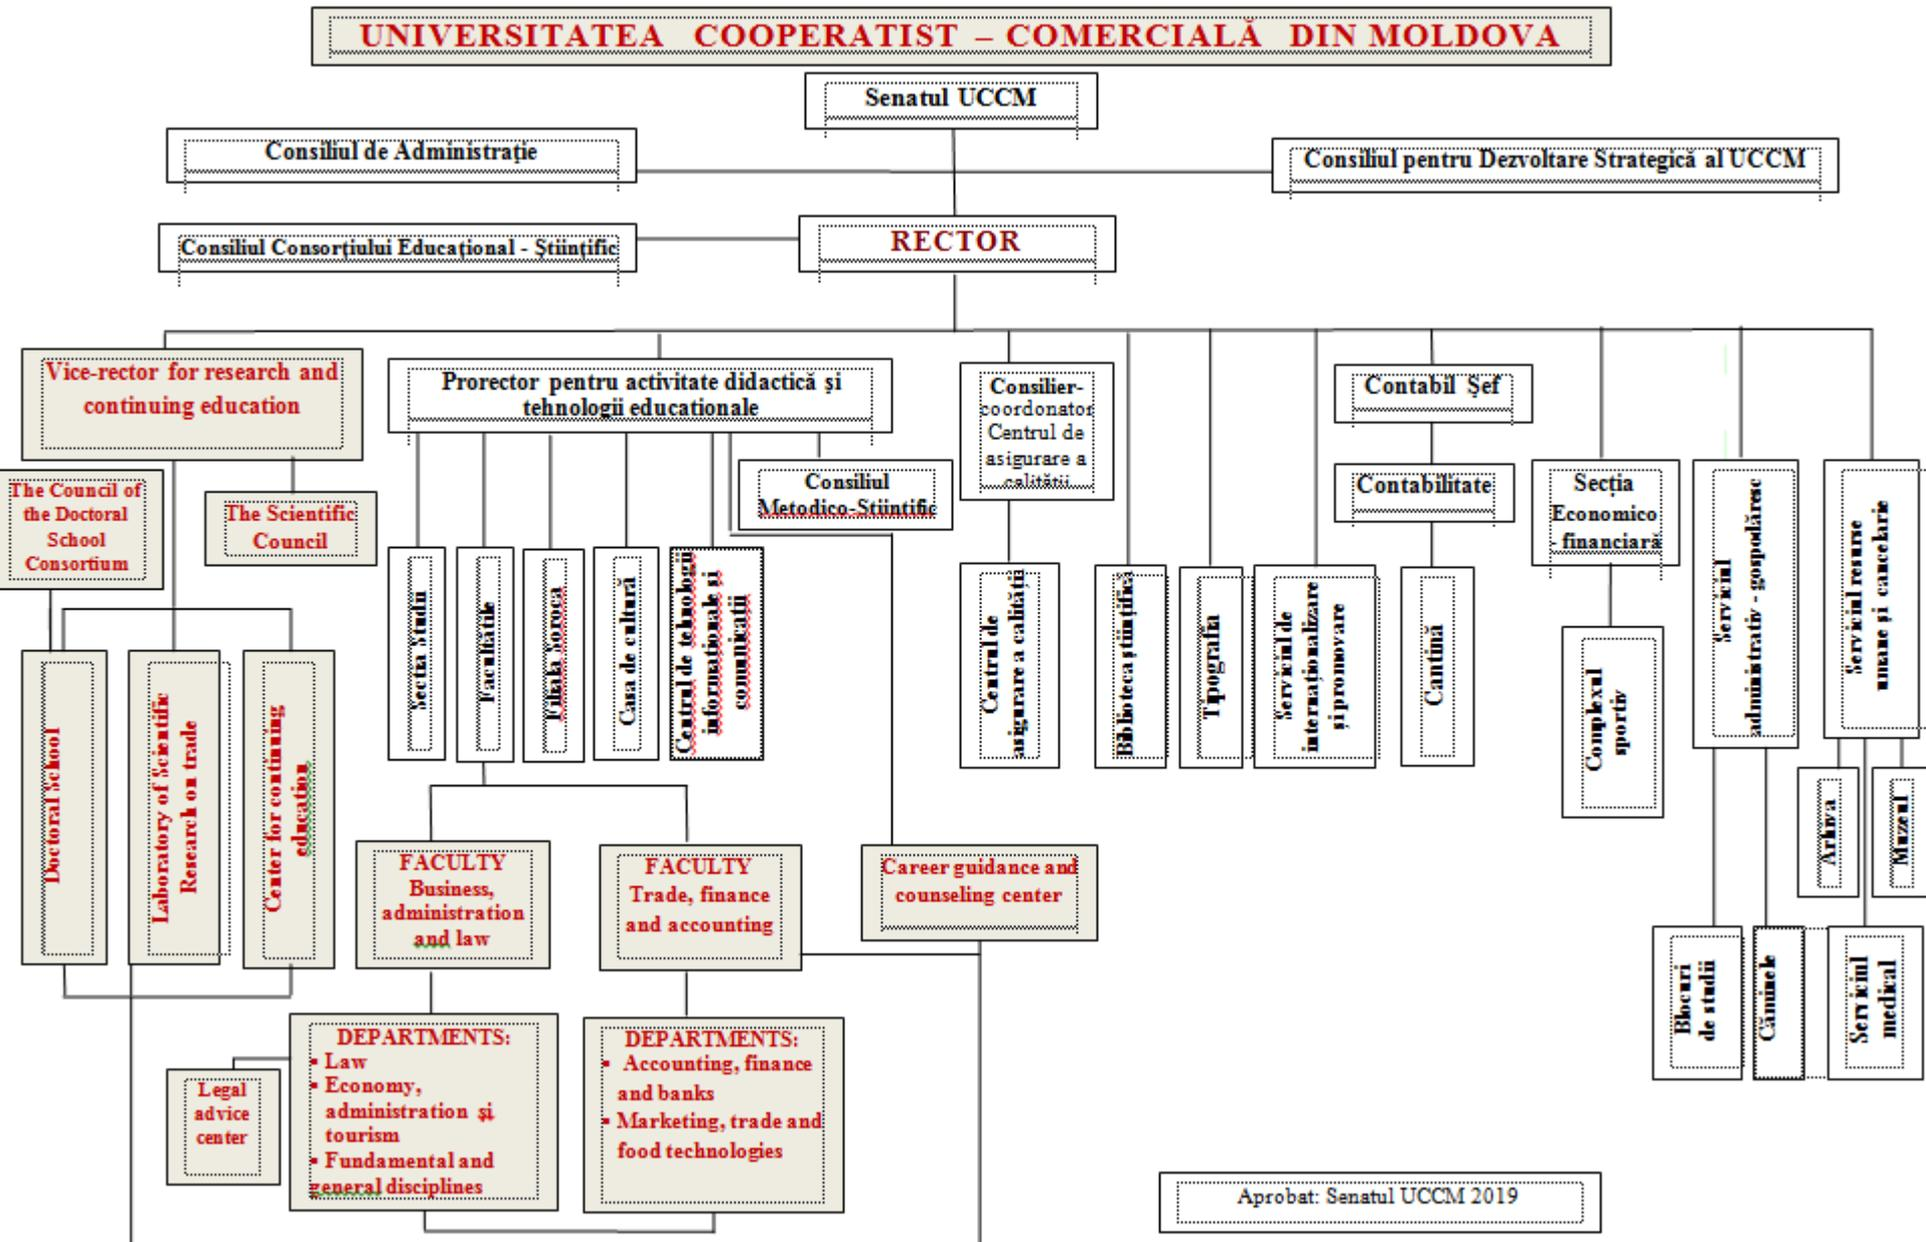 UNIVERSITATEA COOPERATIST – COMERCIALĂ DIN MOLDOVA
Senatul UCCM
Consiliul de Administrație
Consiliul pentru Dezvoltare Strategică al UCCM
Consiliul Consorțiului Educațional - Științific
RECTOR
Vice-rector for research and
continuing education
Prorector pentru activitate didactică și
tehnologii educationale
Consilier-
coordonator
Centrul de
asigurare a
calității
Contabil Șef
The Council of
the Doctoral
School
Consortium
The Scientific
Council
Consiliul
Metodico-Stiintific
Contabilitate
Secția
Economico
- financiară
Serviciul
administrativ - gospodăresc
Serviciul resurse
umane și cancelarie
Secția Studii
Facultățile
Filiala Soroca
Casa de cultură
Centrul de tehnologii
informaționale și
comunicații
Centrul de
asigurare a calității
Biblioteca științifică
Tipografia
Serviciul de
internaționalizare
și promovare
Cantină
Complexul
sportiv
Doctoral School
Laboratory of Scientific
Research on trade
Center for continuing
education
Arhiva
Muzeul
FACULTY
Business,
administration
and law
FACULTY
Trade, finance
and accounting
Career guidance and
counseling center
Blocuri
de studii
Căminele
Serviciul
medical
DEPARTMENTS:
▪ Law
▪ Economy,
administration și
tourism
▪ Fundamental and
general disciplines
DEPARTMENTS:
▪ Accounting, finance
and banks
▪ Marketing, trade and
food technologies
Legal
advice
center
Aprobat: Senatul UCCM 2019